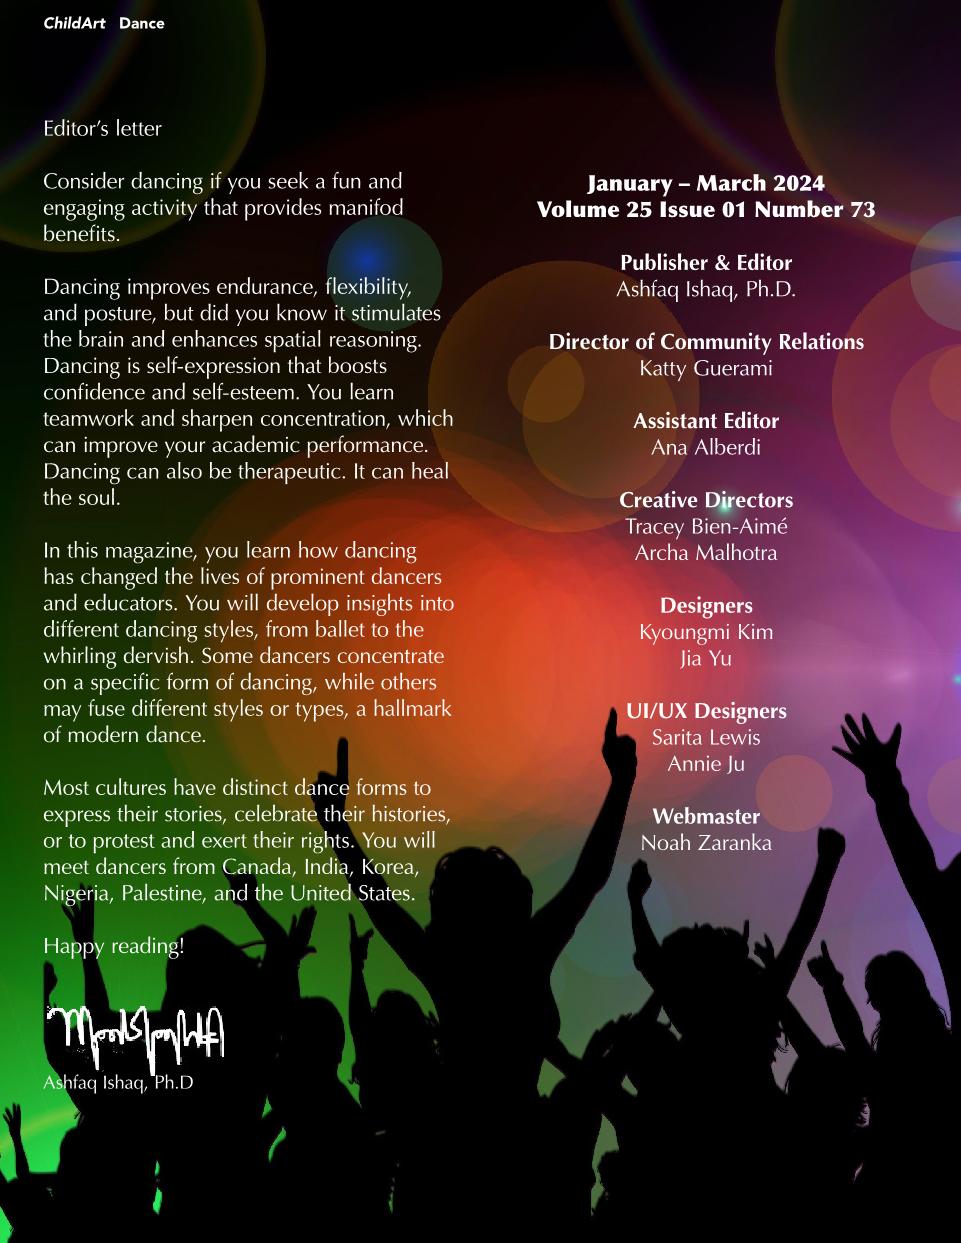 ChildArt Dance
Editor's letter
Consider dancing if you seek a fun and
engaging activity that provides manifod
benefits.
Dancing improves endurance, flexibility,
and posture, but did you know it stimulates
the brain and enhances spatial reasoning.
Dancing is self-expression that boosts
confidence and self-esteem. You learn
teamwork and sharpen concentration, which
can improve your academic performance.
Dancing can also be therapeutic. It can heal
the soul.
In this magazine, you learn how dancing
has changed the lives of prominent dancers
and educators. You will develop insights into
different dancing styles, from ballet to the
whirling dervish. Some dancers concentrate
on a specific form of dancing, while others
may fuse different styles or types, a hallmark
of modern dance.
Most cultures have distinct dance forms to
express their stories, celebrate their histories,
or to protest and exert their rights. You will
meet dancers from Canada, India, Korea,
Nigeria, Palestine, and the United States.
Happy reading!
Ashfaq Ishaq, Ph.D
January – March 2024
Volume 25 Issue 01 Number 73
Publisher & Editor
Ashfaq Ishaq, Ph.D.
Director of Community Relations
Katty Guerami
Assistant Editor
Ana Alberdi
Creative Directors
Tracey Bien-Aimé
Archa Malhotra
Designers
Kyoungmi Kim
Jia Yu
UI/UX Designers
Sarita Lewis
Annie Ju
Webmaster
Noah Zaranka